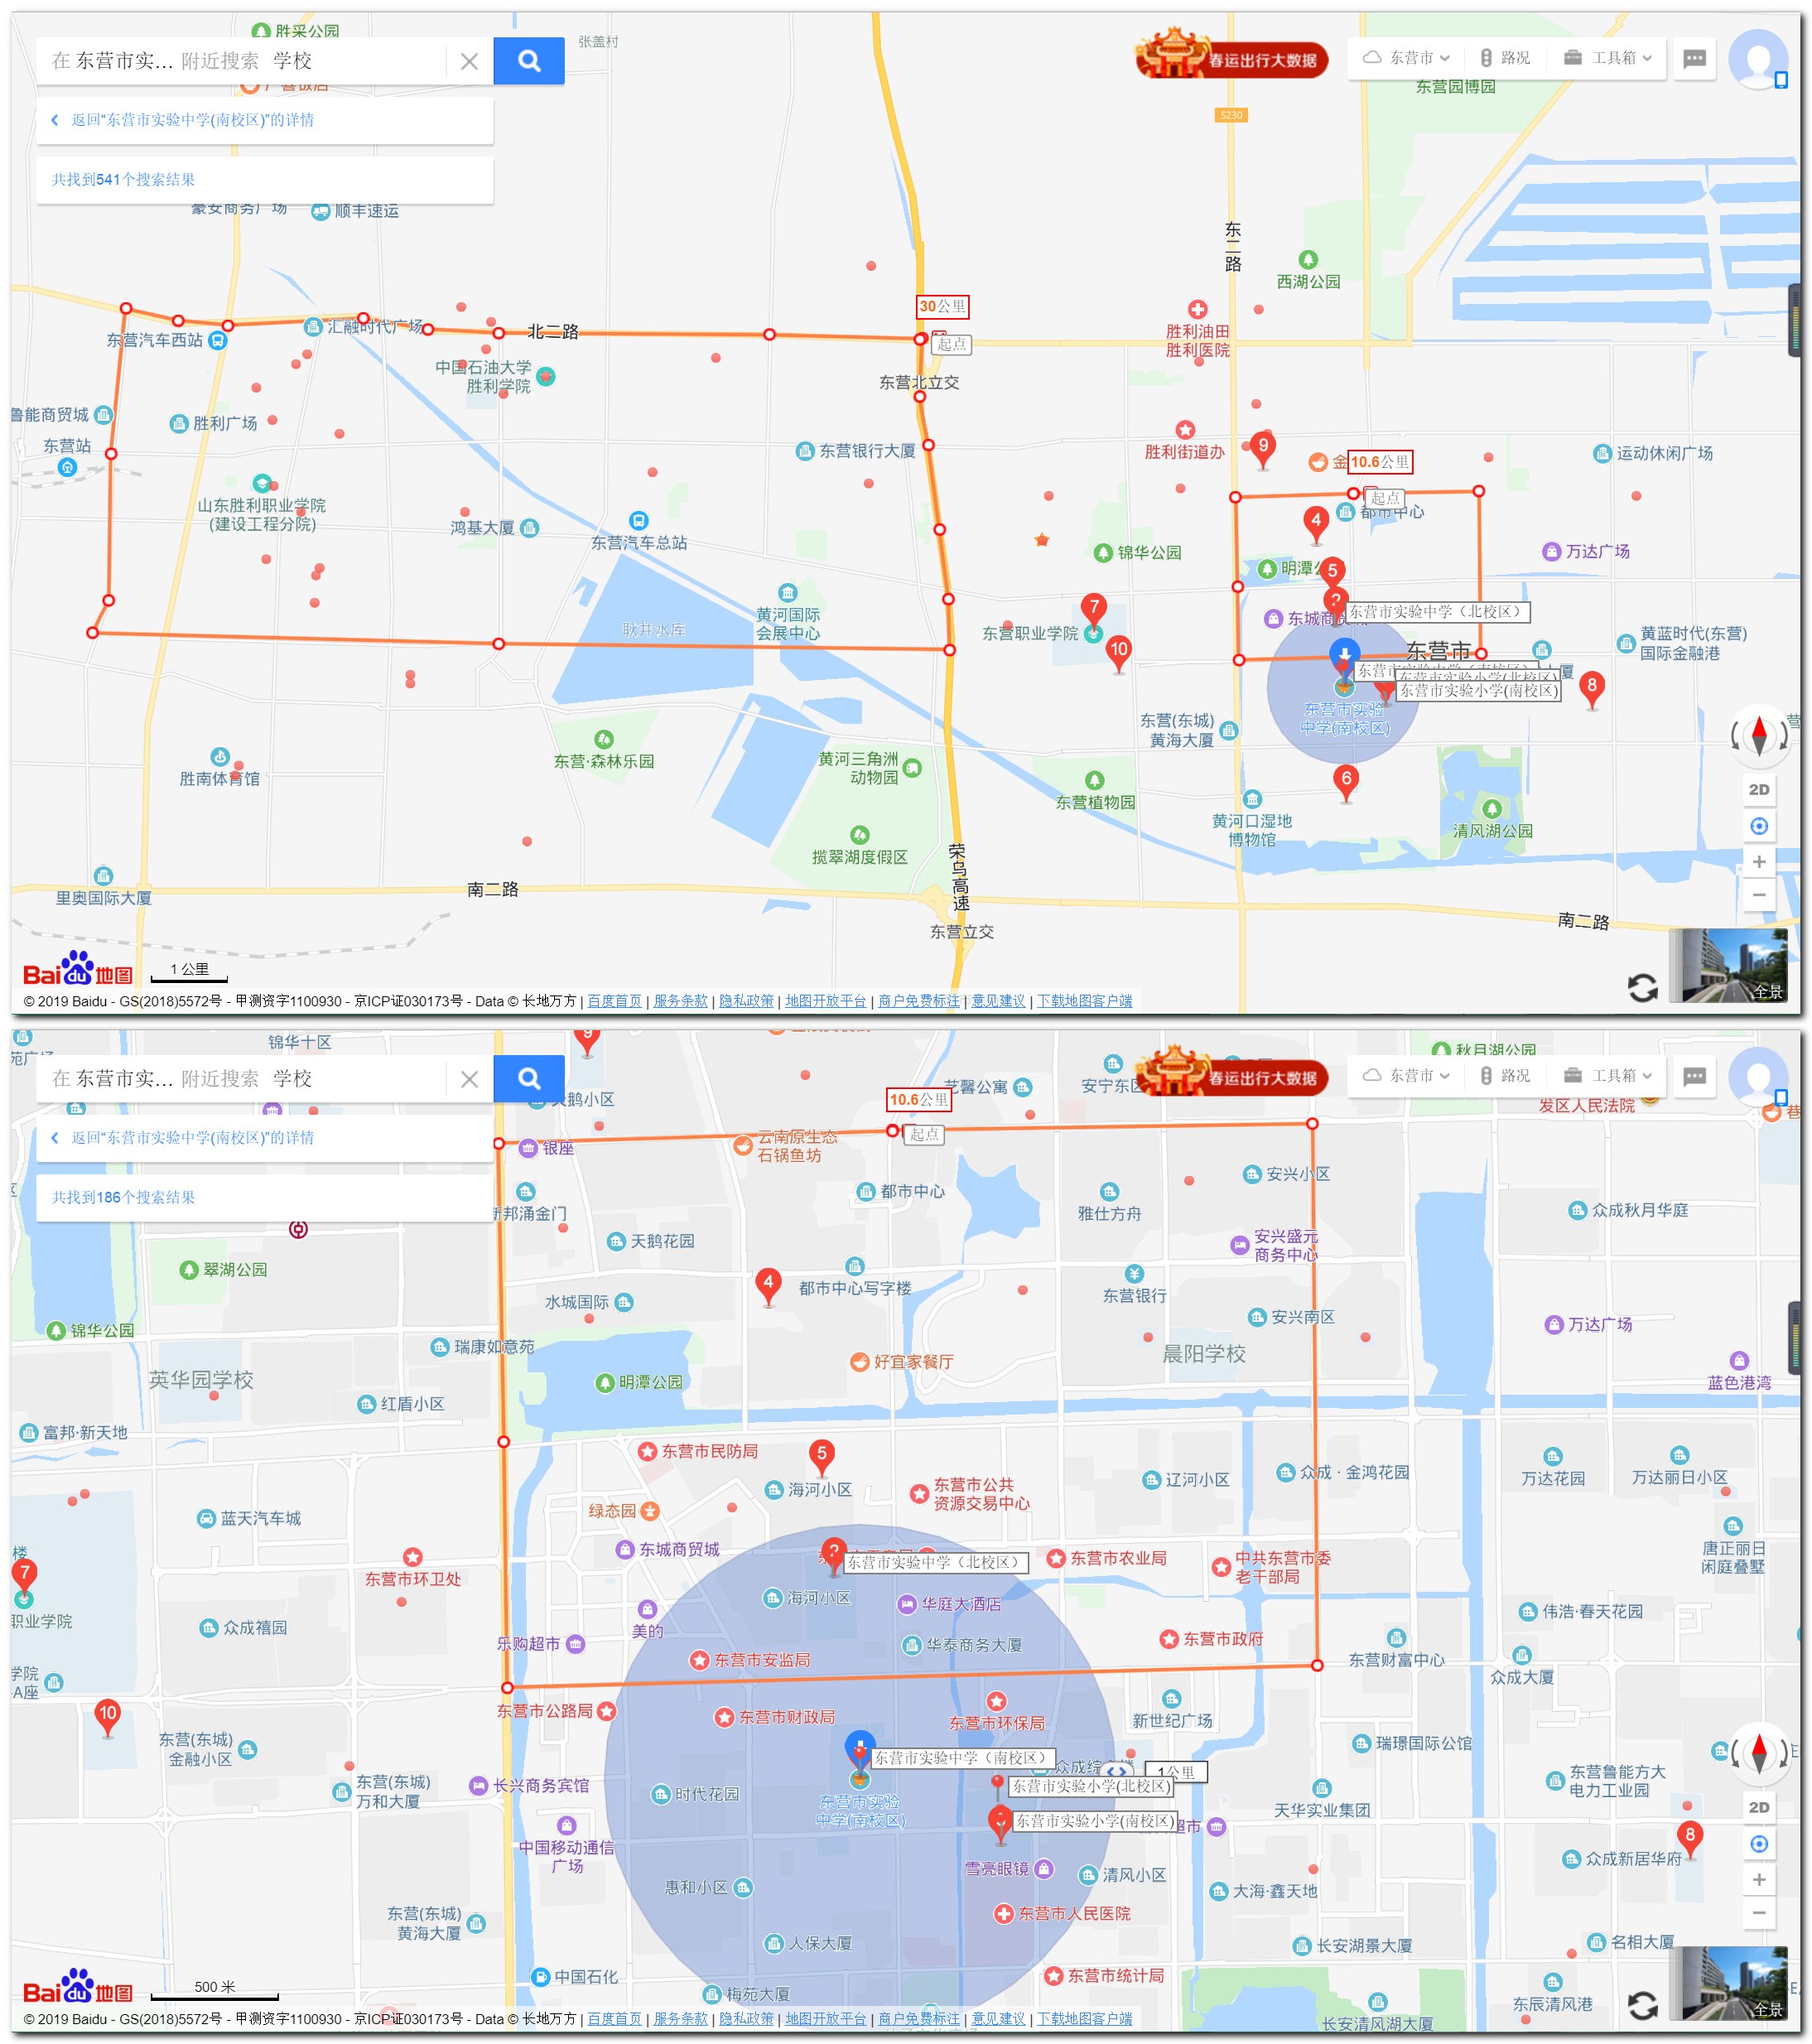 胜采公园
张盖村
在 东营市实... 附近搜索 学校
春运出行大数据
东营市
路况
工具箱
东营园博园
S230
返回“东营市实验中学(南校区)”的详情
共找到541个搜索结果
顺丰速运
东二路
西湖公园
30公里
起点
汇融时代广场
北二路
东营汽车西站
胜利油田
胜利医院
中国石油大学
胜利学院
东营北立交
鲁能商贸城
胜利广场
东营站
东营银行大厦
胜利街道办
9
10.6公里
起点
运动休闲广场
山东胜利职业学院
(建设工程分院)
鸿基大厦
东营汽车总站
4
都市中心
锦华公园
万达广场
明潭公
5
黄河国际
会展中心
耿井水库
7
东营职业学院
10
东城商
东营市实验中学（北校区）
东营市
黄蓝时代(东营)
国际金融港
东营市实验中学（南校区）
东营市实验小学(北校区)
东营市实验小学(南校区)
8
东营市实验
中学(南校区)
东营(东城)
黄海大厦
胜南体育馆
东营·森林乐园
黄河三角洲
动物园
东营植物园
6
2D
黄河口湿地
博物馆
清风湖公园
揽翠湖度假区
荣乌高速
里奥国际大厦
南二路
南二路
东营立交
Bai du 地图
1 公里
全景
© 2019 Baidu - GS(2018)5572号 - 甲测资字1100930 - 京ICP证030173号 - Data © 长地万方 | 百度首页 | 服务条款 | 隐私政策 | 地图开放平台 | 商户免费标注 | 意见建议 | 下载地图客户端
锦华十区
9
秋月湖公园
在 东营市实... 附近搜索 学校
春运出行大数据
东营市
路况
工具箱
天鹅小区
10.6公里
艺馨公寓
安宁东区
发区人民法院
返回“东营市实验中学(南校区)”的详情
银座
云南原生态
石锅鱼坊
起点
共找到186个搜索结果
邦涌金门
都市中心
雅仕方舟
安兴小区
众成秋月华庭
天鹅花园
安兴盛元
商务中心
翠湖公园
4
都市中心写字楼
水城国际
东营银行
安兴南区
锦华公园
万达广场
瑞康如意苑
好宜家餐厅
晨阳学校
英华园学校
明潭公园
蓝色港湾
红盾小区
富邦·新天地
东营市民防局
5
海河小区
东营市公共
资源交易中心
辽河小区
众成·金鸿花园
万达花园
万达丽日小区
蓝天汽车城
绿态园
东城商贸城
东营市实验中学（北校区）
东营市农业局
中共东营市委
老干部局
唐正丽日
闲庭叠墅
楼
7
职业学院
东营市环卫处
海河小区
华庭大酒店
伟浩·春天花园
众成禧园
美的
乐购超市
华泰商务大厦
东营市政府
东营市安监局
东营财富中心
众成大厦
学院
A座
10
东营市公路局
东营市财政局
东营市环保局
新世纪广场
东营(东城)
金融小区
东营市实验中学（南校区）
瑞璟国际公馆
1公里
东营市实验小学(北校区)
长兴商务宾馆
东营(东城)
万和大厦
时代花园
东营市实验
中学(南校区)
东营市实验小学(南校区)
超市
天华实业集团
东营鲁能方大
电力工业园
2D
中国移动通信
广场
8
雪亮眼镜
清风小区
众成新居华府
惠和小区
大海·鑫天地
东营(东城)
黄海大厦
东营市人民医院
人保大厦
长安湖景大厦
名相大厦
中国石化
东营市统计局
梅苑大厦
东辰清风港
长安清风湖大厦
Bai du 地图
500 米
全景
© 2019 Baidu - GS(2018)5572号 - 甲测资字1100930 - 京ICP证030173号 - Data © 长地万方 | 百度首页 | 服务条款 | 隐私政策 | 地图开放平台 | 商户免费标注 | 意见建议 | 下载地图客户端